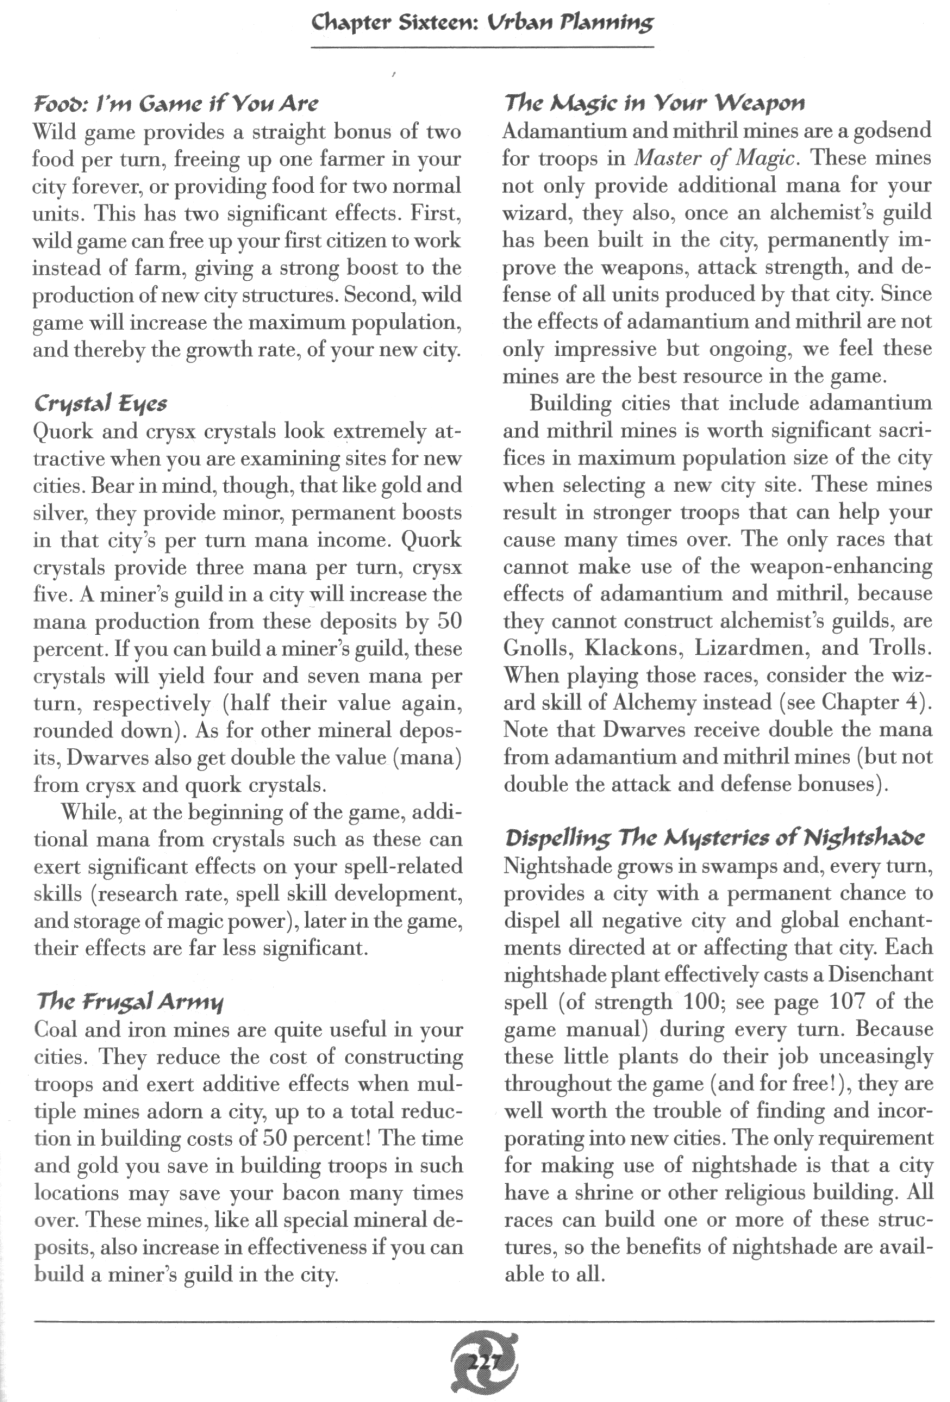 Chapter Sixteen: Urban Planning
Food: I'm Game if You Are
Wild game provides a straight bonus of two
food per turn, freeing up one farmer in your
city forever, or providing food for two normal
units. This has two significant effects. First,
wild game can free up your first citizen to work
instead of farm, giving a strong boost to the
production of new city structures. Second, wild
game will increase the maximum population,
and thereby the growth rate, of your new city.
Crystal Eyes
Quork and crysx crystals look extremely at-
tractive when you are examining sites for new
cities. Bear in mind, though, that like gold and
silver, they provide minor, permanent boosts
in that city's per turn mana income. Quork
crystals provide three mana per turn, crysx
five. A miner's guild in a city will increase the
mana production from these deposits by 50
percent. If you can build a miner's guild, these
crystals will yield four and seven mana per
turn, respectively (half their value again,
rounded down). As for other mineral depos-
its, Dwarves also get double the value (mana)
from crysx and quork crystals.
While, at the beginning of the game, addi-
tional mana from crystals such as these can
exert significant effects on your spell-related
skills (research rate, spell skill development,
and storage of magic power), later in the game,
their effects are far less significant.
The Frugal Army
Coal and iron mines are quite useful in your
cities. They reduce the cost of constructing
troops and exert additive effects when mul-
tiple mines adorn a city, up to a total reduc-
tion in building costs of 50 percent! The time
and gold you save in building troops in such
locations may save your bacon many times
over. These mines, like all special mineral de-
posits, also increase in effectiveness if you can
build a miner's guild in the city.
The Magic in Your Weapon
Adamantium and mithril mines are a godsend
for troops in Master of Magic. These mines
not only provide additional mana for your
wizard, they also, once an alchemist's guild
has been built in the city, permanently im-
prove the weapons, attack strength, and de-
fense of all units produced by that city. Since
the effects of adamantium and mithril are not
only impressive but ongoing, we feel these
mines are the best resource in the game.
Building cities that include adamantium
and mithril mines is worth significant sacri-
fices in maximum population size of the city
when selecting a new city site. These mines
result in stronger troops that can help your
cause many times over. The only races that
cannot make use of the weapon-enhancing
effects of adamantium and mithril, because
they cannot construct alchemist's guilds, are
Gnolls, Klackons, Lizardmen, and Trolls.
When playing those races, consider the wiz-
ard skill of Alchemy instead (see Chapter 4).
Note that Dwarves receive double the mana
from adamantium and mithril mines (but not
double the attack and defense bonuses).
Dispelling The Mysteries of Nightshade
Nightshade grows in swamps and, every turn,
provides a city with a permanent chance to
dispel all negative city and global enchant-
ments directed at or affecting that city. Each
nightshade plant effectively casts a Disenchant
spell (of strength 100; see page 107 of the
game manual) during every turn. Because
these little plants do their job unceasingly
throughout the game (and for free!), they are
well worth the trouble of finding and incor-
porating into new cities. The only requirement
for making use of nightshade is that a city
have a shrine or other religious building. All
races can build one or more of these struc-
tures, so the benefits of nightshade are avail-
able to all.
227